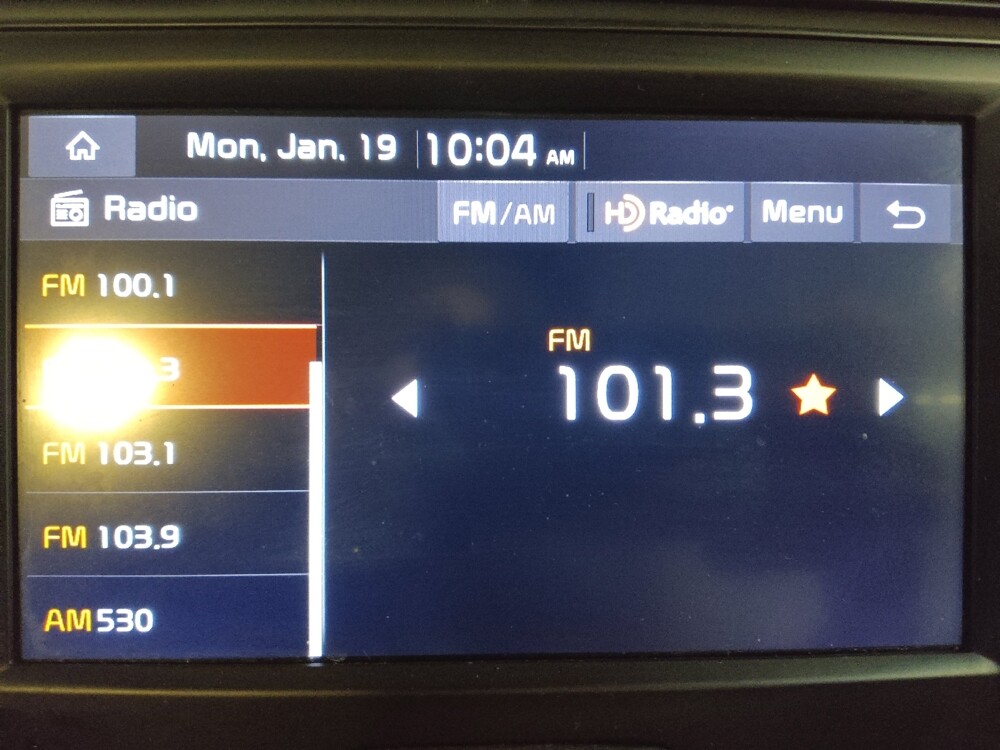 Mon, Jan. 19 10:04 AM
Radio FM/AM HD Radio Menu
FM 100.1
FM 103.1
FM 103.9
AM 530
FM
101.3